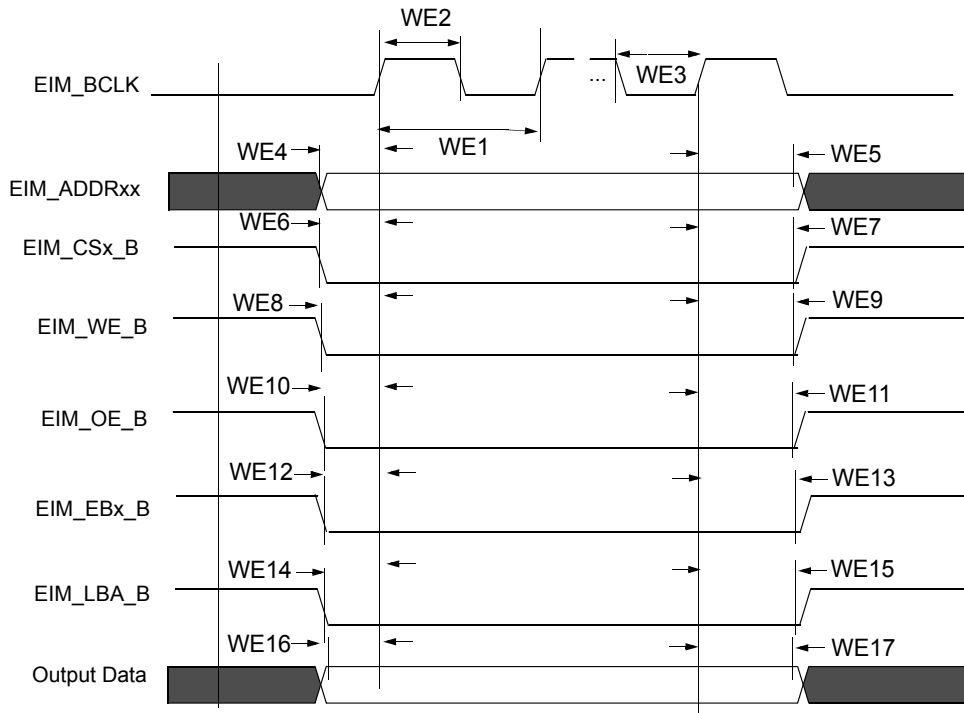 WE2
EIM_BCLK
...
WE3
WE4
WE1
WE5
EIM_ADDRxx
WE6
WE7
EIM_CSx_B
WE8
WE9
EIM_WE_B
WE10
WE11
EIM_OE_B
WE12
WE13
EIM_EBx_B
WE14
WE15
EIM_LBA_B
WE16
WE17
Output Data